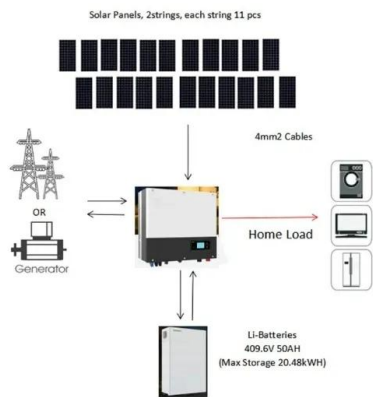 Solar Panels, 2strings, each string 11 pcs
4mm2 Cables
OR
Generator
Home Load
Li-Batteries
409.6V 50AH
(Max Storage 20.48kWH)